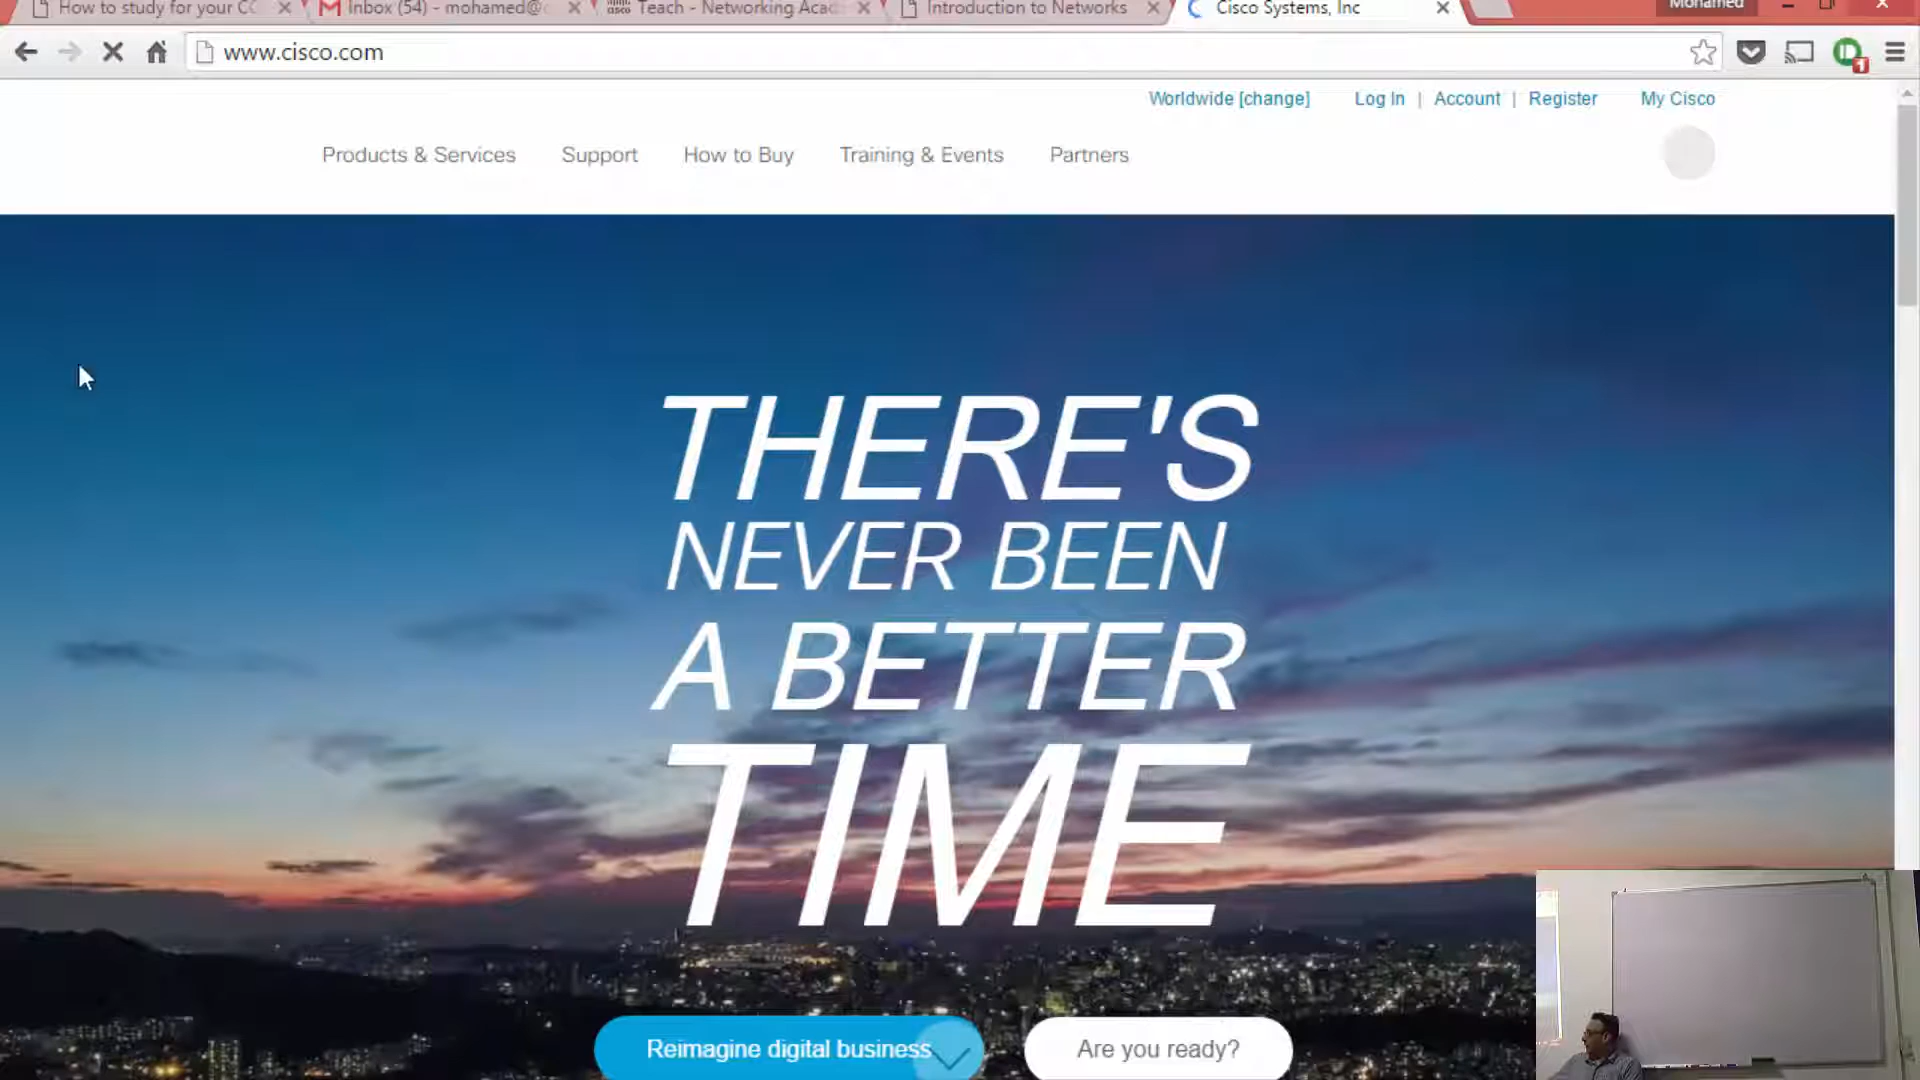 How to study for your CC
Inbox (54) - mohamed@c
Teach - Networking Acad
Introduction to Networks
Cisco Systems, Inc
Mohamed
www.cisco.com
1
Worldwide [change]
Log In | Account | Register
My Cisco
Products & Services
Support
How to Buy
Training & Events
Partners
THERE'S
NEVER BEEN
A BETTER
TIME
Reimagine digital business
Are you ready?